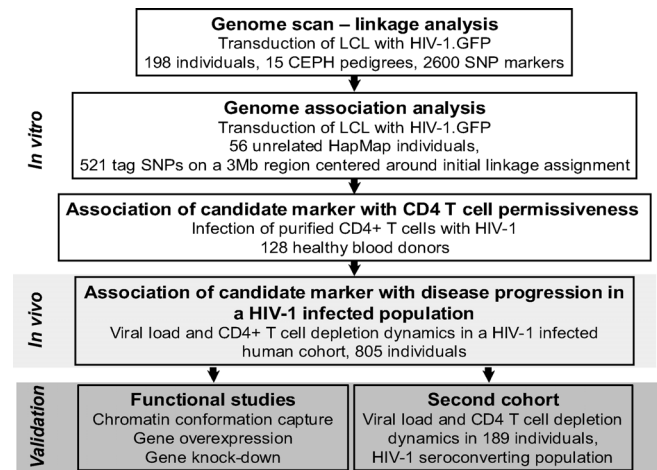 Genome scan – linkage analysis
Transduction of LCL with HIV-1.GFP
198 individuals, 15 CEPH pedigrees, 2600 SNP markers
In vitro
Genome association analysis
Transduction of LCL with HIV-1.GFP
56 unrelated HapMap individuals,
521 tag SNPs on a 3Mb region centered around initial linkage assignment
Association of candidate marker with CD4 T cell permissiveness
Infection of purified CD4+ T cells with HIV-1
128 healthy blood donors
In vivo
Association of candidate marker with disease progression in
a HIV-1 infected population
Viral load and CD4+ T cell depletion dynamics in a HIV-1 infected
human cohort, 805 individuals
Validation
Functional studies
Chromatin conformation capture
Gene overexpression
Gene knock-down
Second cohort
Viral load and CD4 T cell depletion
dynamics in 189 individuals,
HIV-1 seroconverting population